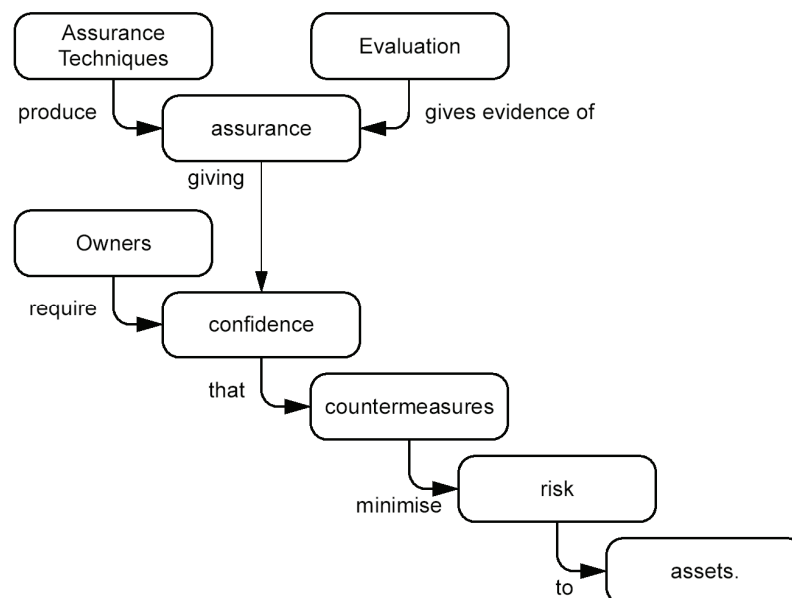 Assurance
Techniques
Evaluation
produce
assurance
gives evidence of
giving
Owners
require
confidence
that
countermeasures
minimise
risk
to
assets.